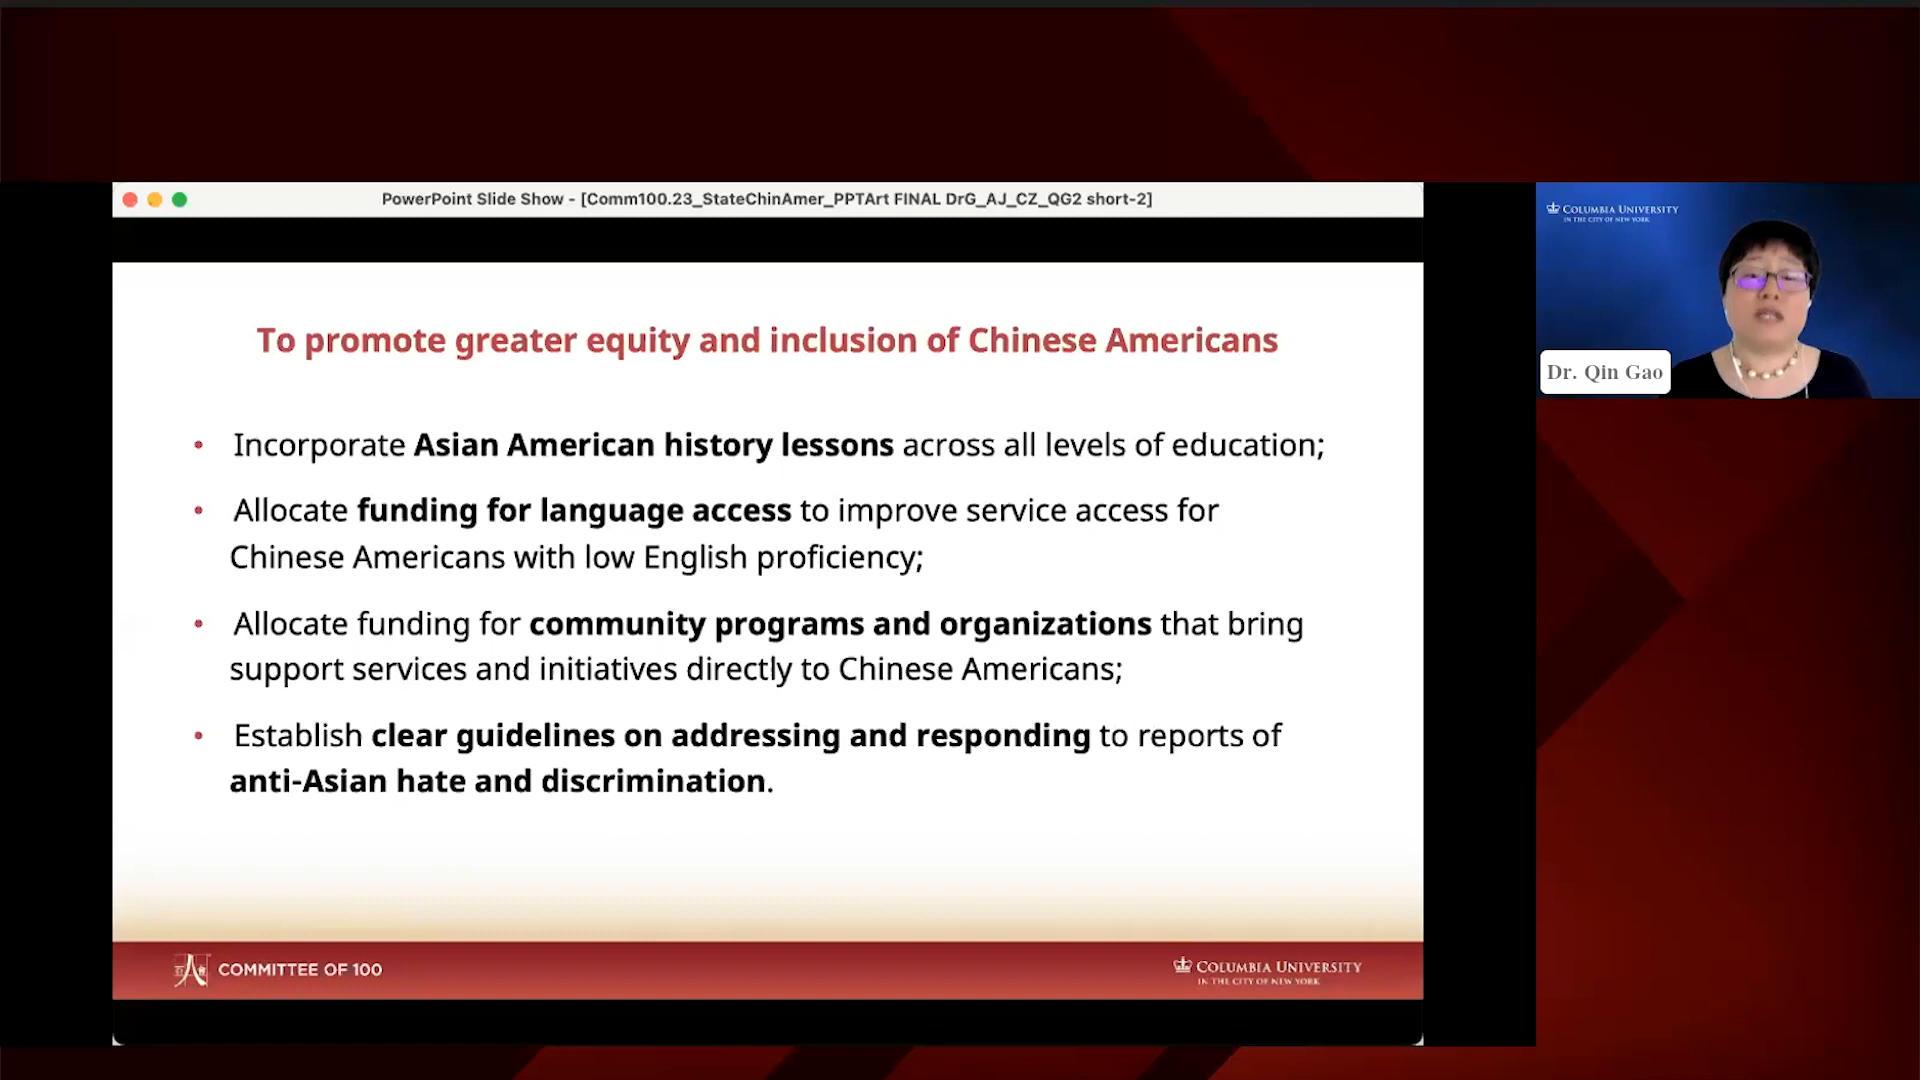 PowerPoint Slide Show - [Comm100.23_StateChinAmer_PPTArt FINAL DrG_AJ_CZ_QG2 short-2]
COLUMBIA UNIVERSITY
IN THE CITY OF NEW YORK
Dr. Qin Gao
To promote greater equity and inclusion of Chinese Americans
• Incorporate Asian American history lessons across all levels of education;
• Allocate funding for language access to improve service access for
Chinese Americans with low English proficiency;
• Allocate funding for community programs and organizations that bring
support services and initiatives directly to Chinese Americans;
• Establish clear guidelines on addressing and responding to reports of
anti-Asian hate and discrimination.
COMMITTEE OF 100
COLUMBIA UNIVERSITY
IN THE CITY OF NEW YORK